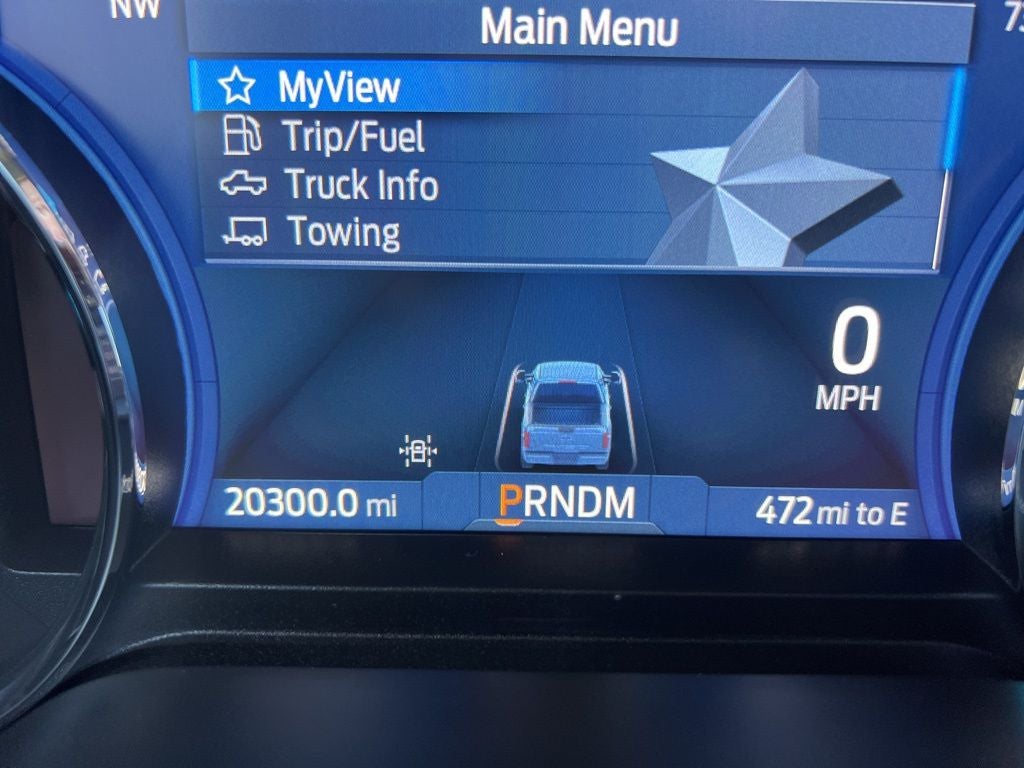 NW
Main Menu
MyView
Trip/Fuel
Truck Info
Towing
0
MPH
20300.0 mi
PRNDM
472 mi to E